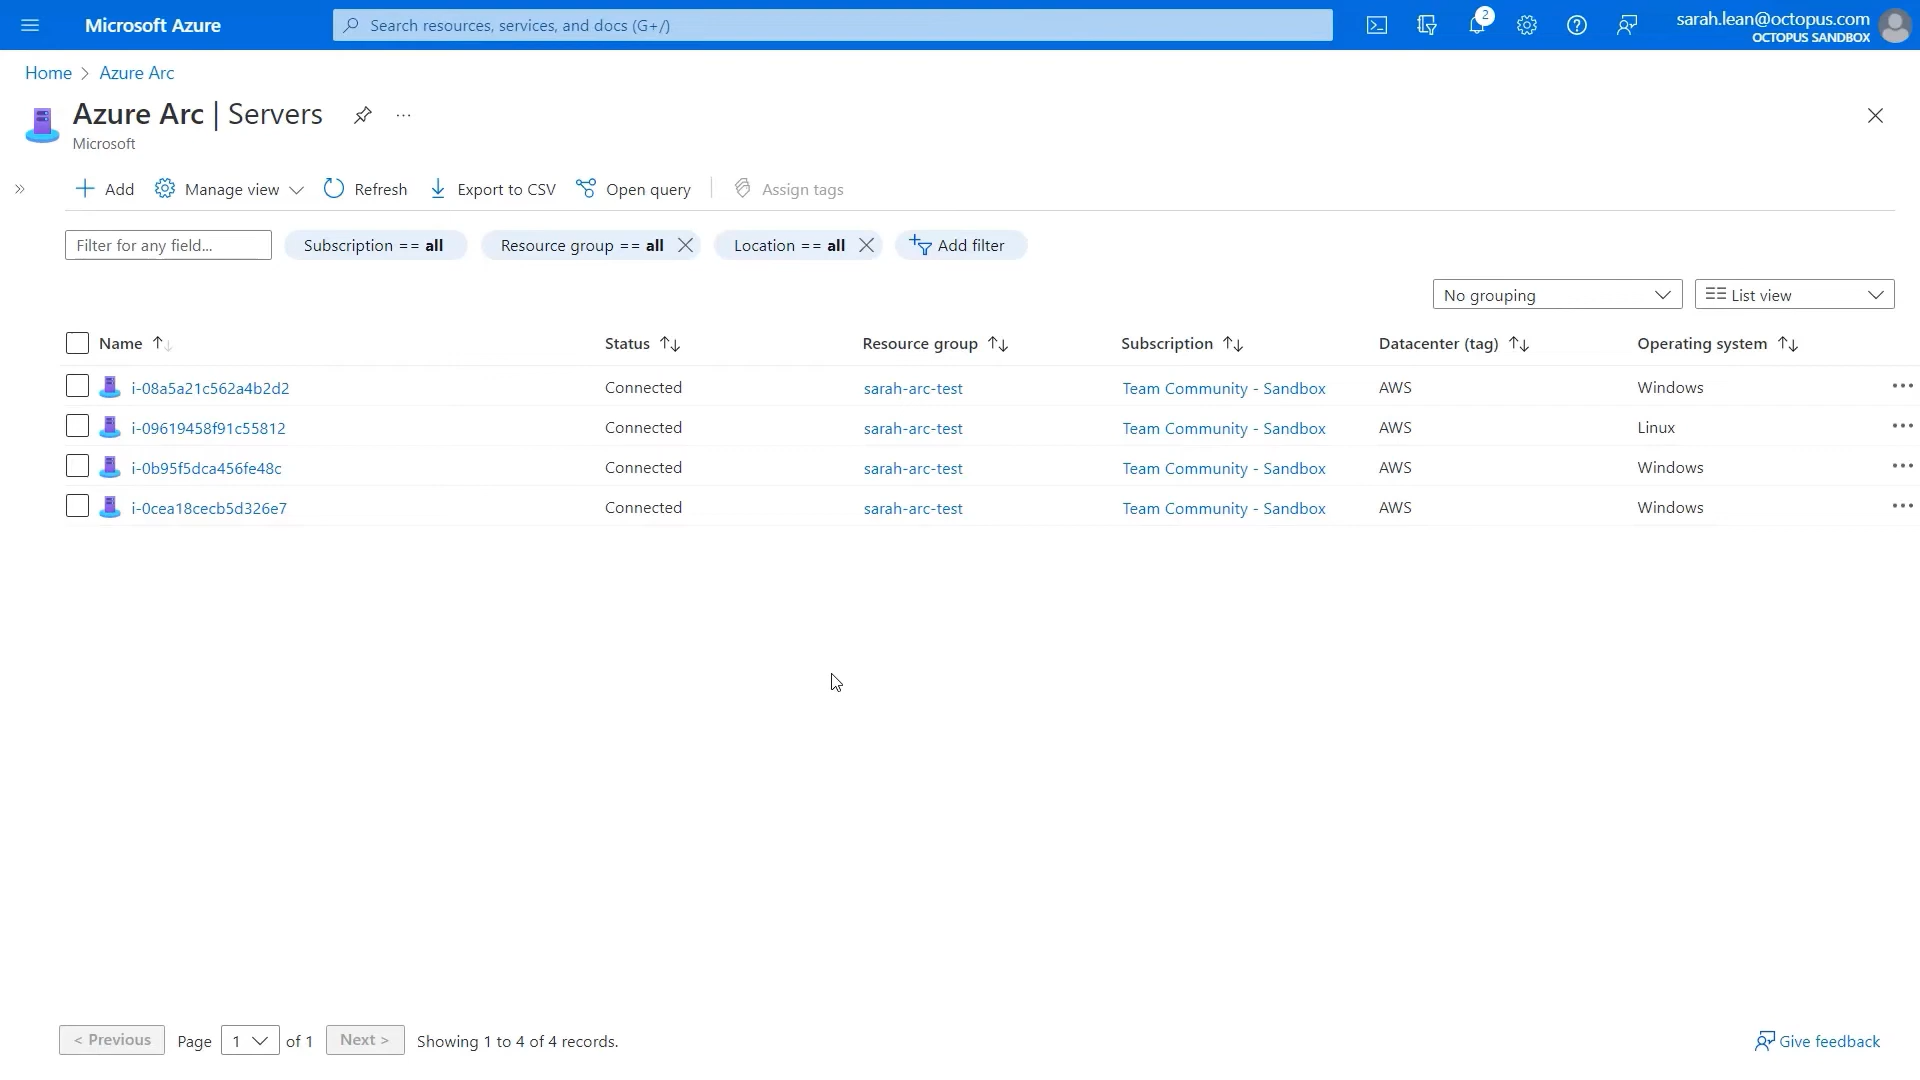 Microsoft Azure
Search resources, services, and docs (G+/)
2
sarah.lean@octopus.com
OCTOPUS SANDBOX
Home > Azure Arc
Azure Arc | Servers
...
Microsoft
Add Manage view Refresh Export to CSV Open query Assign tags
Filter for any field... Subscription == all Resource group == all Location == all Add filter
No grouping List view
Name Status Resource group Subscription Datacenter (tag) Operating system
i-08a5a21c562a4b2d2 Connected sarah-arc-test Team Community - Sandbox AWS Windows
i-09619458f91c55812 Connected sarah-arc-test Team Community - Sandbox AWS Linux
i-0b95f5dca456fe48c Connected sarah-arc-test Team Community - Sandbox AWS Windows
i-0cea18cecb5d326e7 Connected sarah-arc-test Team Community - Sandbox AWS Windows
< Previous Page 1 of 1 Next > Showing 1 to 4 of 4 records. Give feedback